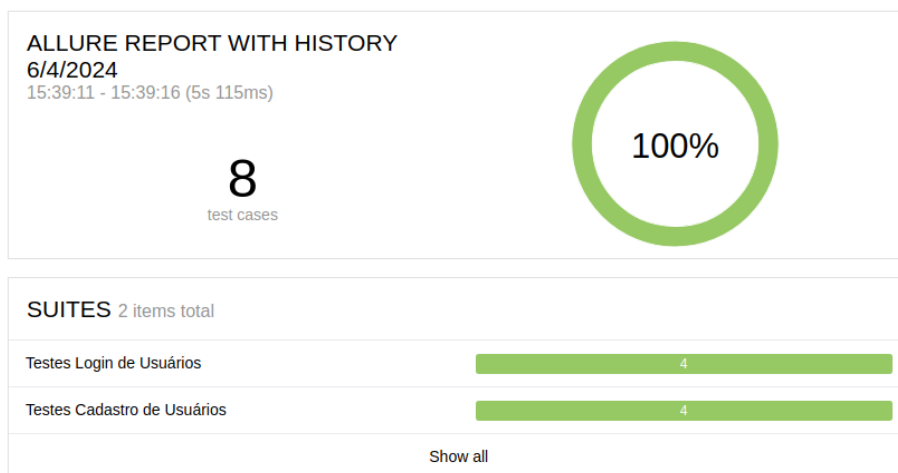 ALLURE REPORT WITH HISTORY
6/4/2024
15:39:11 - 15:39:16 (5s 115ms)
8
test cases
100%
SUITES 2 items total
Testes Login de Usuários 4
Testes Cadastro de Usuários 4
Show all